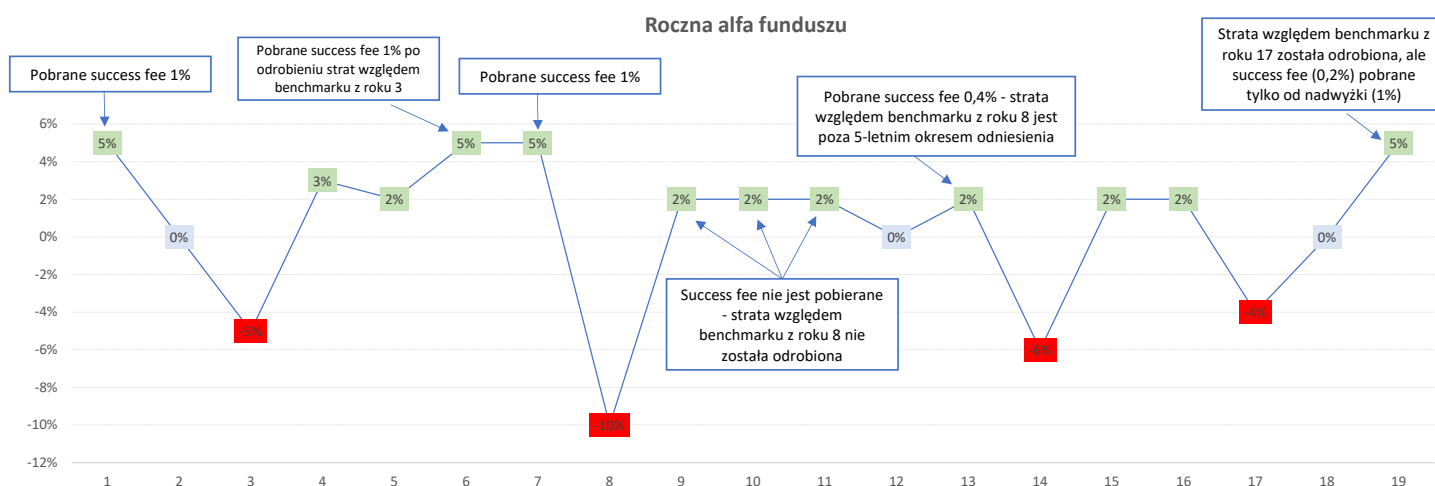 Roczna alfa funduszu
Pobrane success fee 1%
Pobrane success fee 1% po
odrobieniu strat względem
benchmarku z roku 3
Pobrane success fee 1%
Pobrane success fee 0,4% - strata
względem benchmarku z roku 8 jest
poza 5-letnim okresem odniesienia
Strata względem benchmarku z
roku 17 została odrobiona, ale
success fee (0,2%) pobrane
tylko od nadwyżki (1%)
Success fee nie jest pobierane
- strata względem
benchmarku z roku 8 nie
została odrobiona
6%
4%
2%
0%
-2%
-4%
-6%
-8%
-10%
-12%
5%
0%
-5%
3%
2%
5%
5%
-10%
2%
2%
2%
0%
2%
-6%
2%
2%
-4%
0%
5%
1 2 3 4 5 6 7 8 9 10 11 12 13 14 15 16 17 18 19